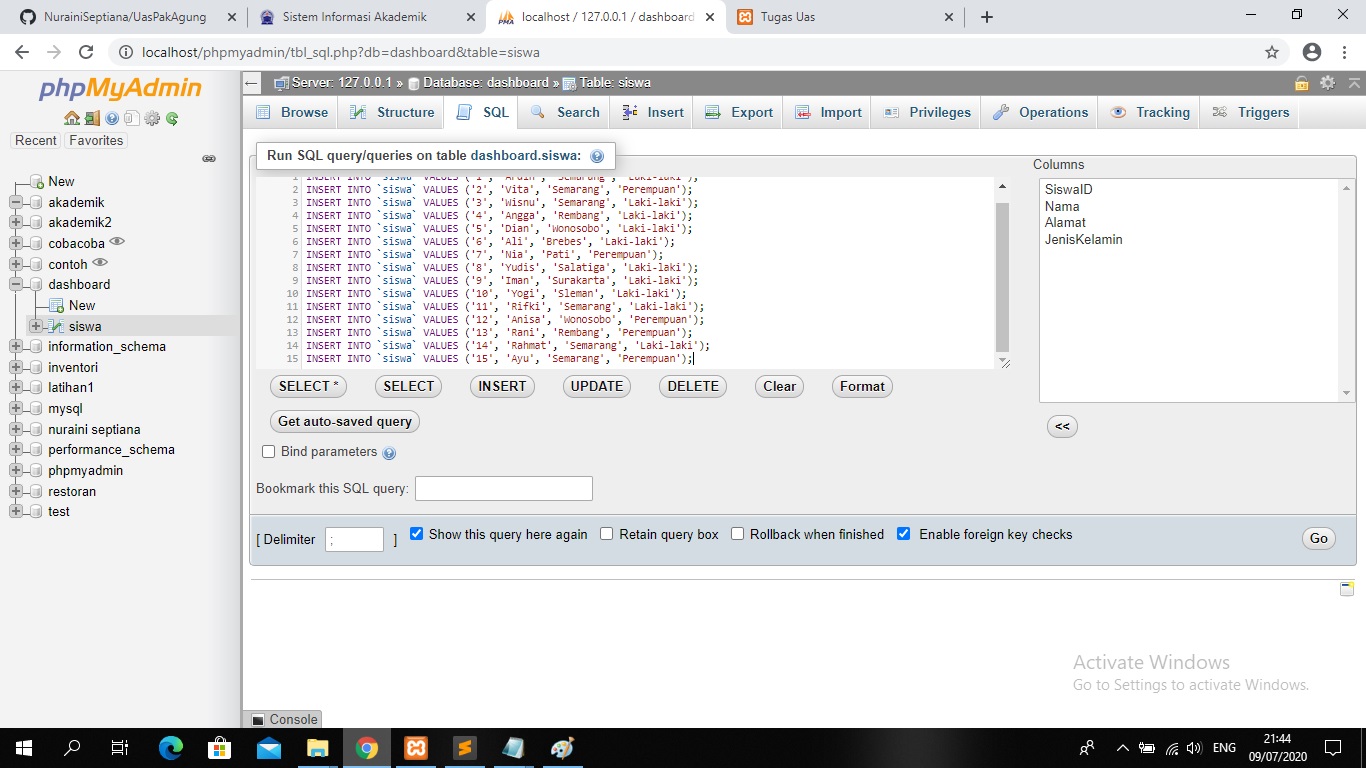 NurainiSeptiana/UasPakAgung
Sistem Informasi Akademik
localhost / 127.0.0.1 / dashboard
Tugas Uas
localhost/phpmyadmin/tbl_sql.php?db=dashboard&table=siswa
phpMyAdmin
Recent Favorites
New
akademik
akademik2
cobacoba
contoh
dashboard
New
siswa
information_schema
inventori
latihan1
mysql
nuraini septiana
performance_schema
phpmyadmin
restoran
test
Server: 127.0.0.1 » Database: dashboard » Table: siswa
Browse Structure SQL Search Insert Export Import Privileges Operations Tracking Triggers
Run SQL query/queries on table dashboard.siswa:
1 INSERT INTO `siswa` VALUES ('1', 'Ardin', 'Semarang', 'Laki-laki');
2 INSERT INTO `siswa` VALUES ('2', 'Vita', 'Semarang', 'Perempuan');
3 INSERT INTO `siswa` VALUES ('3', 'Wisnu', 'Semarang', 'Laki-laki');
4 INSERT INTO `siswa` VALUES ('4', 'Angga', 'Rembang', 'Laki-laki');
5 INSERT INTO `siswa` VALUES ('5', 'Dian', 'Wonosobo', 'Laki-laki');
6 INSERT INTO `siswa` VALUES ('6', 'Ali', 'Brebes', 'Laki-laki');
7 INSERT INTO `siswa` VALUES ('7', 'Nia', 'Pati', 'Perempuan');
8 INSERT INTO `siswa` VALUES ('8', 'Yudis', 'Salatiga', 'Laki-laki');
9 INSERT INTO `siswa` VALUES ('9', 'Iman', 'Surakarta', 'Laki-laki');
10 INSERT INTO `siswa` VALUES ('10', 'Yogi', 'Sleman', 'Laki-laki');
11 INSERT INTO `siswa` VALUES ('11', 'Rifki', 'Semarang', 'Laki-laki');
12 INSERT INTO `siswa` VALUES ('12', 'Anisa', 'Wonosobo', 'Perempuan');
13 INSERT INTO `siswa` VALUES ('13', 'Rani', 'Rembang', 'Perempuan');
14 INSERT INTO `siswa` VALUES ('14', 'Rahmat', 'Semarang', 'Laki-laki');
15 INSERT INTO `siswa` VALUES ('15', 'Ayu', 'Semarang', 'Perempuan');
Columns
SiswaID
Nama
Alamat
JenisKelamin
<<
SELECT * SELECT INSERT UPDATE DELETE Clear Format
Get auto-saved query
Bind parameters
Bookmark this SQL query:
[ Delimiter ; ] Show this query here again Retain query box Rollback when finished Enable foreign key checks Go
Activate Windows
Go to Settings to activate Windows.
Console
ENG
21:44
09/07/2020